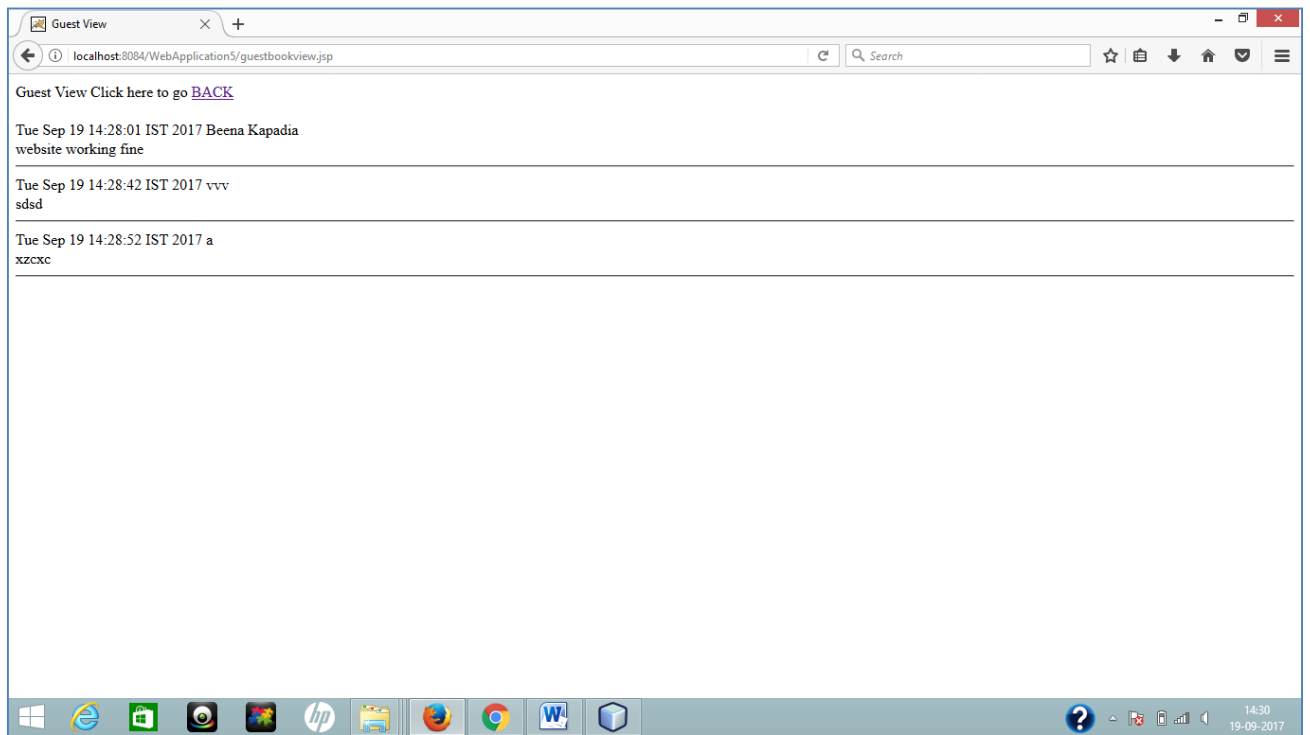 Guest View
localhost:8084/WebApplication5/guestbookview.jsp
Search
Guest View Click here to go BACK
Tue Sep 19 14:28:01 IST 2017 Beena Kapadia
website working fine
Tue Sep 19 14:28:42 IST 2017 vvv
sdsd
Tue Sep 19 14:28:52 IST 2017 a
xzcxc
hp
W
?
14:30
19-09-2017